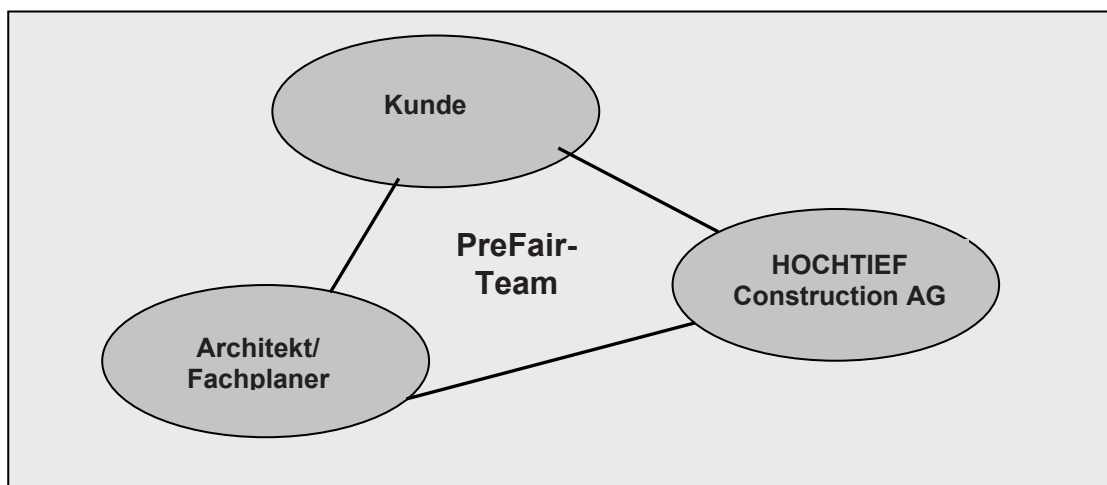 Kunde
PreFair-
Team
HOCHTIEF
Construction AG
Architekt/
Fachplaner